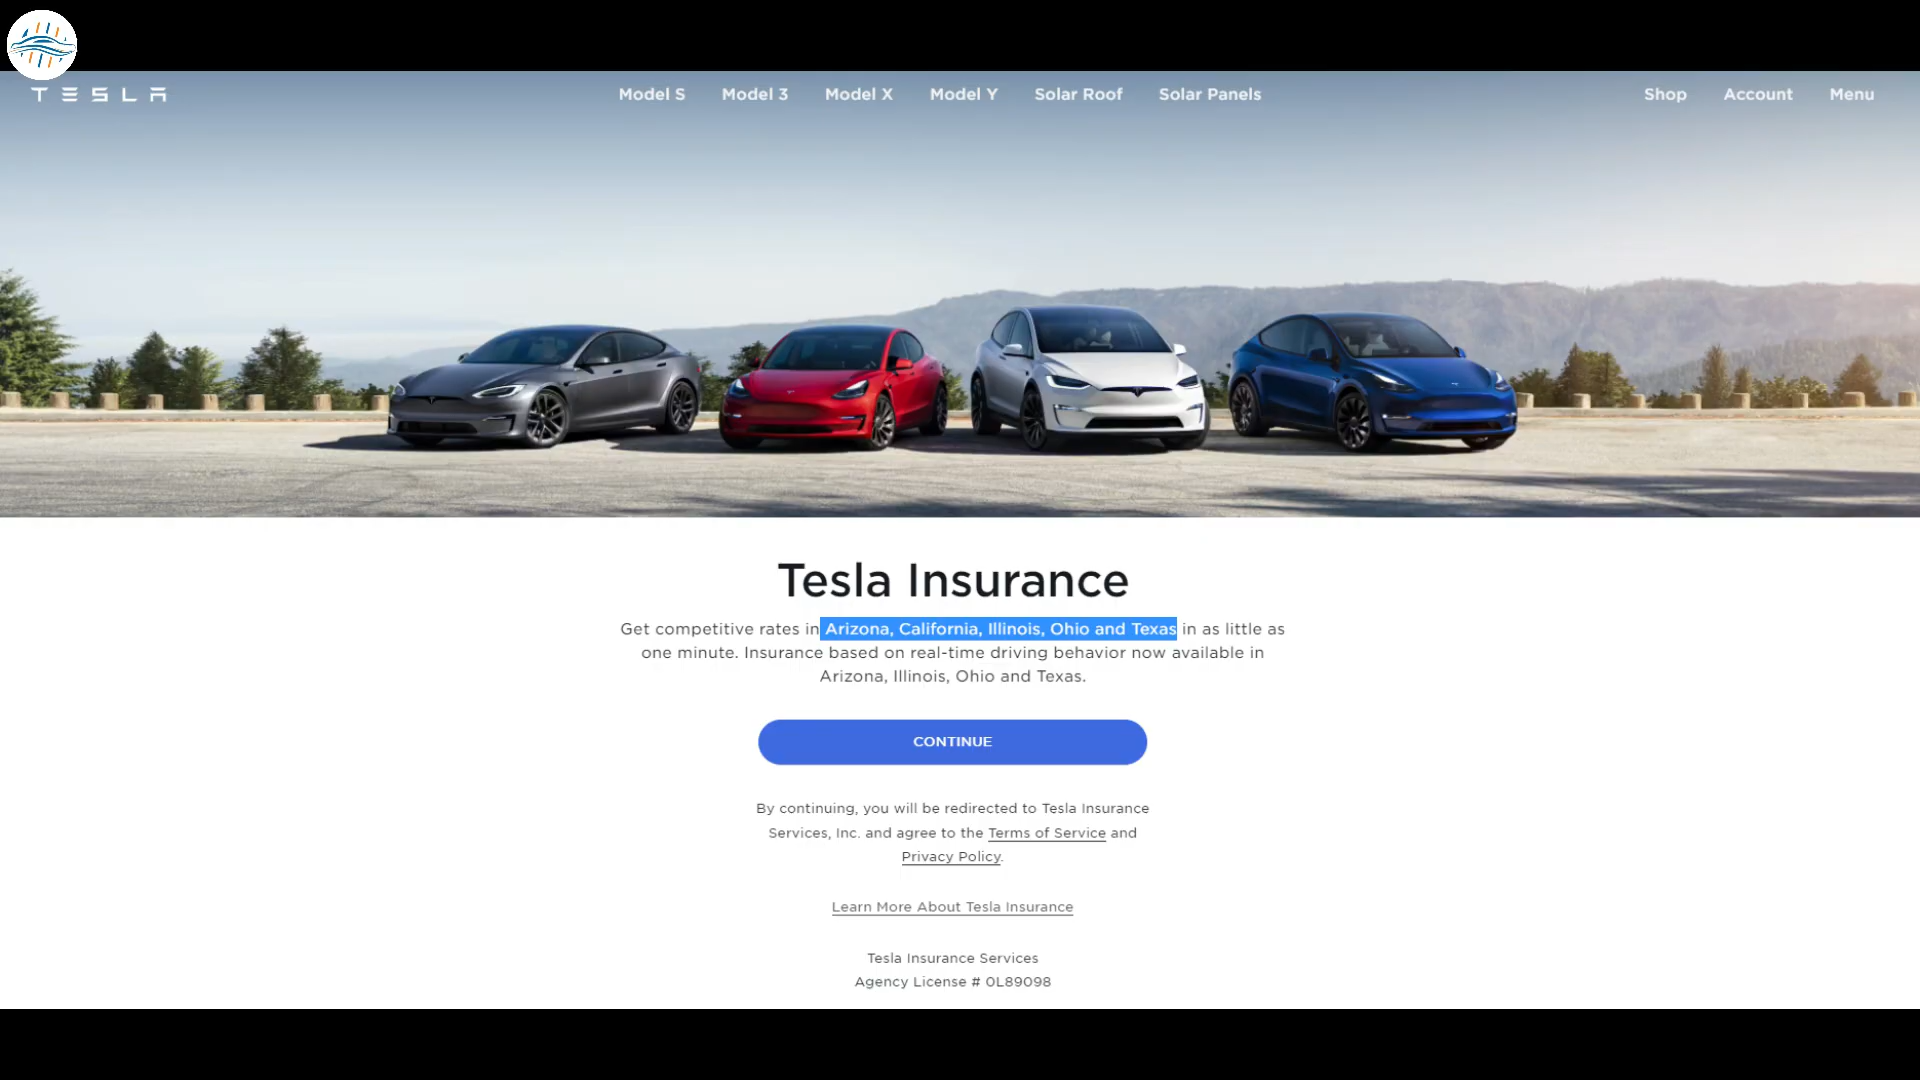 TESLA
Model S
Model 3
Model X
Model Y
Solar Roof
Solar Panels
Shop
Account
Menu
Tesla Insurance
Get competitive rates in Arizona, California, Illinois, Ohio and Texas in as little as
one minute. Insurance based on real-time driving behavior now available in
Arizona, Illinois, Ohio and Texas.
CONTINUE
By continuing, you will be redirected to Tesla Insurance
Services, Inc. and agree to the Terms of Service and
Privacy Policy.
Learn More About Tesla Insurance
Tesla Insurance Services
Agency License # 0L89098